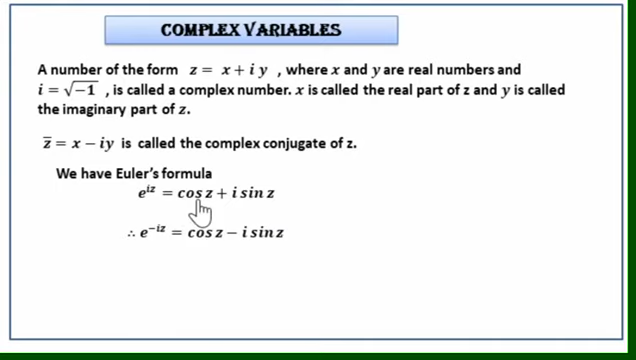 COMPLEX VARIABLES
A number of the form z = x + i y , where x and y are real numbers and
i = √−1 , is called a complex number. x is called the real part of z and y is called
the imaginary part of z.
z̅ = x − iy is called the complex conjugate of z.
We have Euler's formula
e^{iz} = cos z + i sin z
∴ e^{−iz} = cos z − i sin z